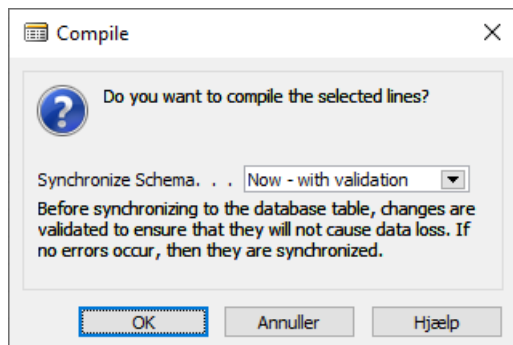 Compile
Do you want to compile the selected lines?
Synchronize Schema. . . Now - with validation
Before synchronizing to the database table, changes are
validated to ensure that they will not cause data loss. If
no errors occur, then they are synchronized.
OK Annuller Hjælp